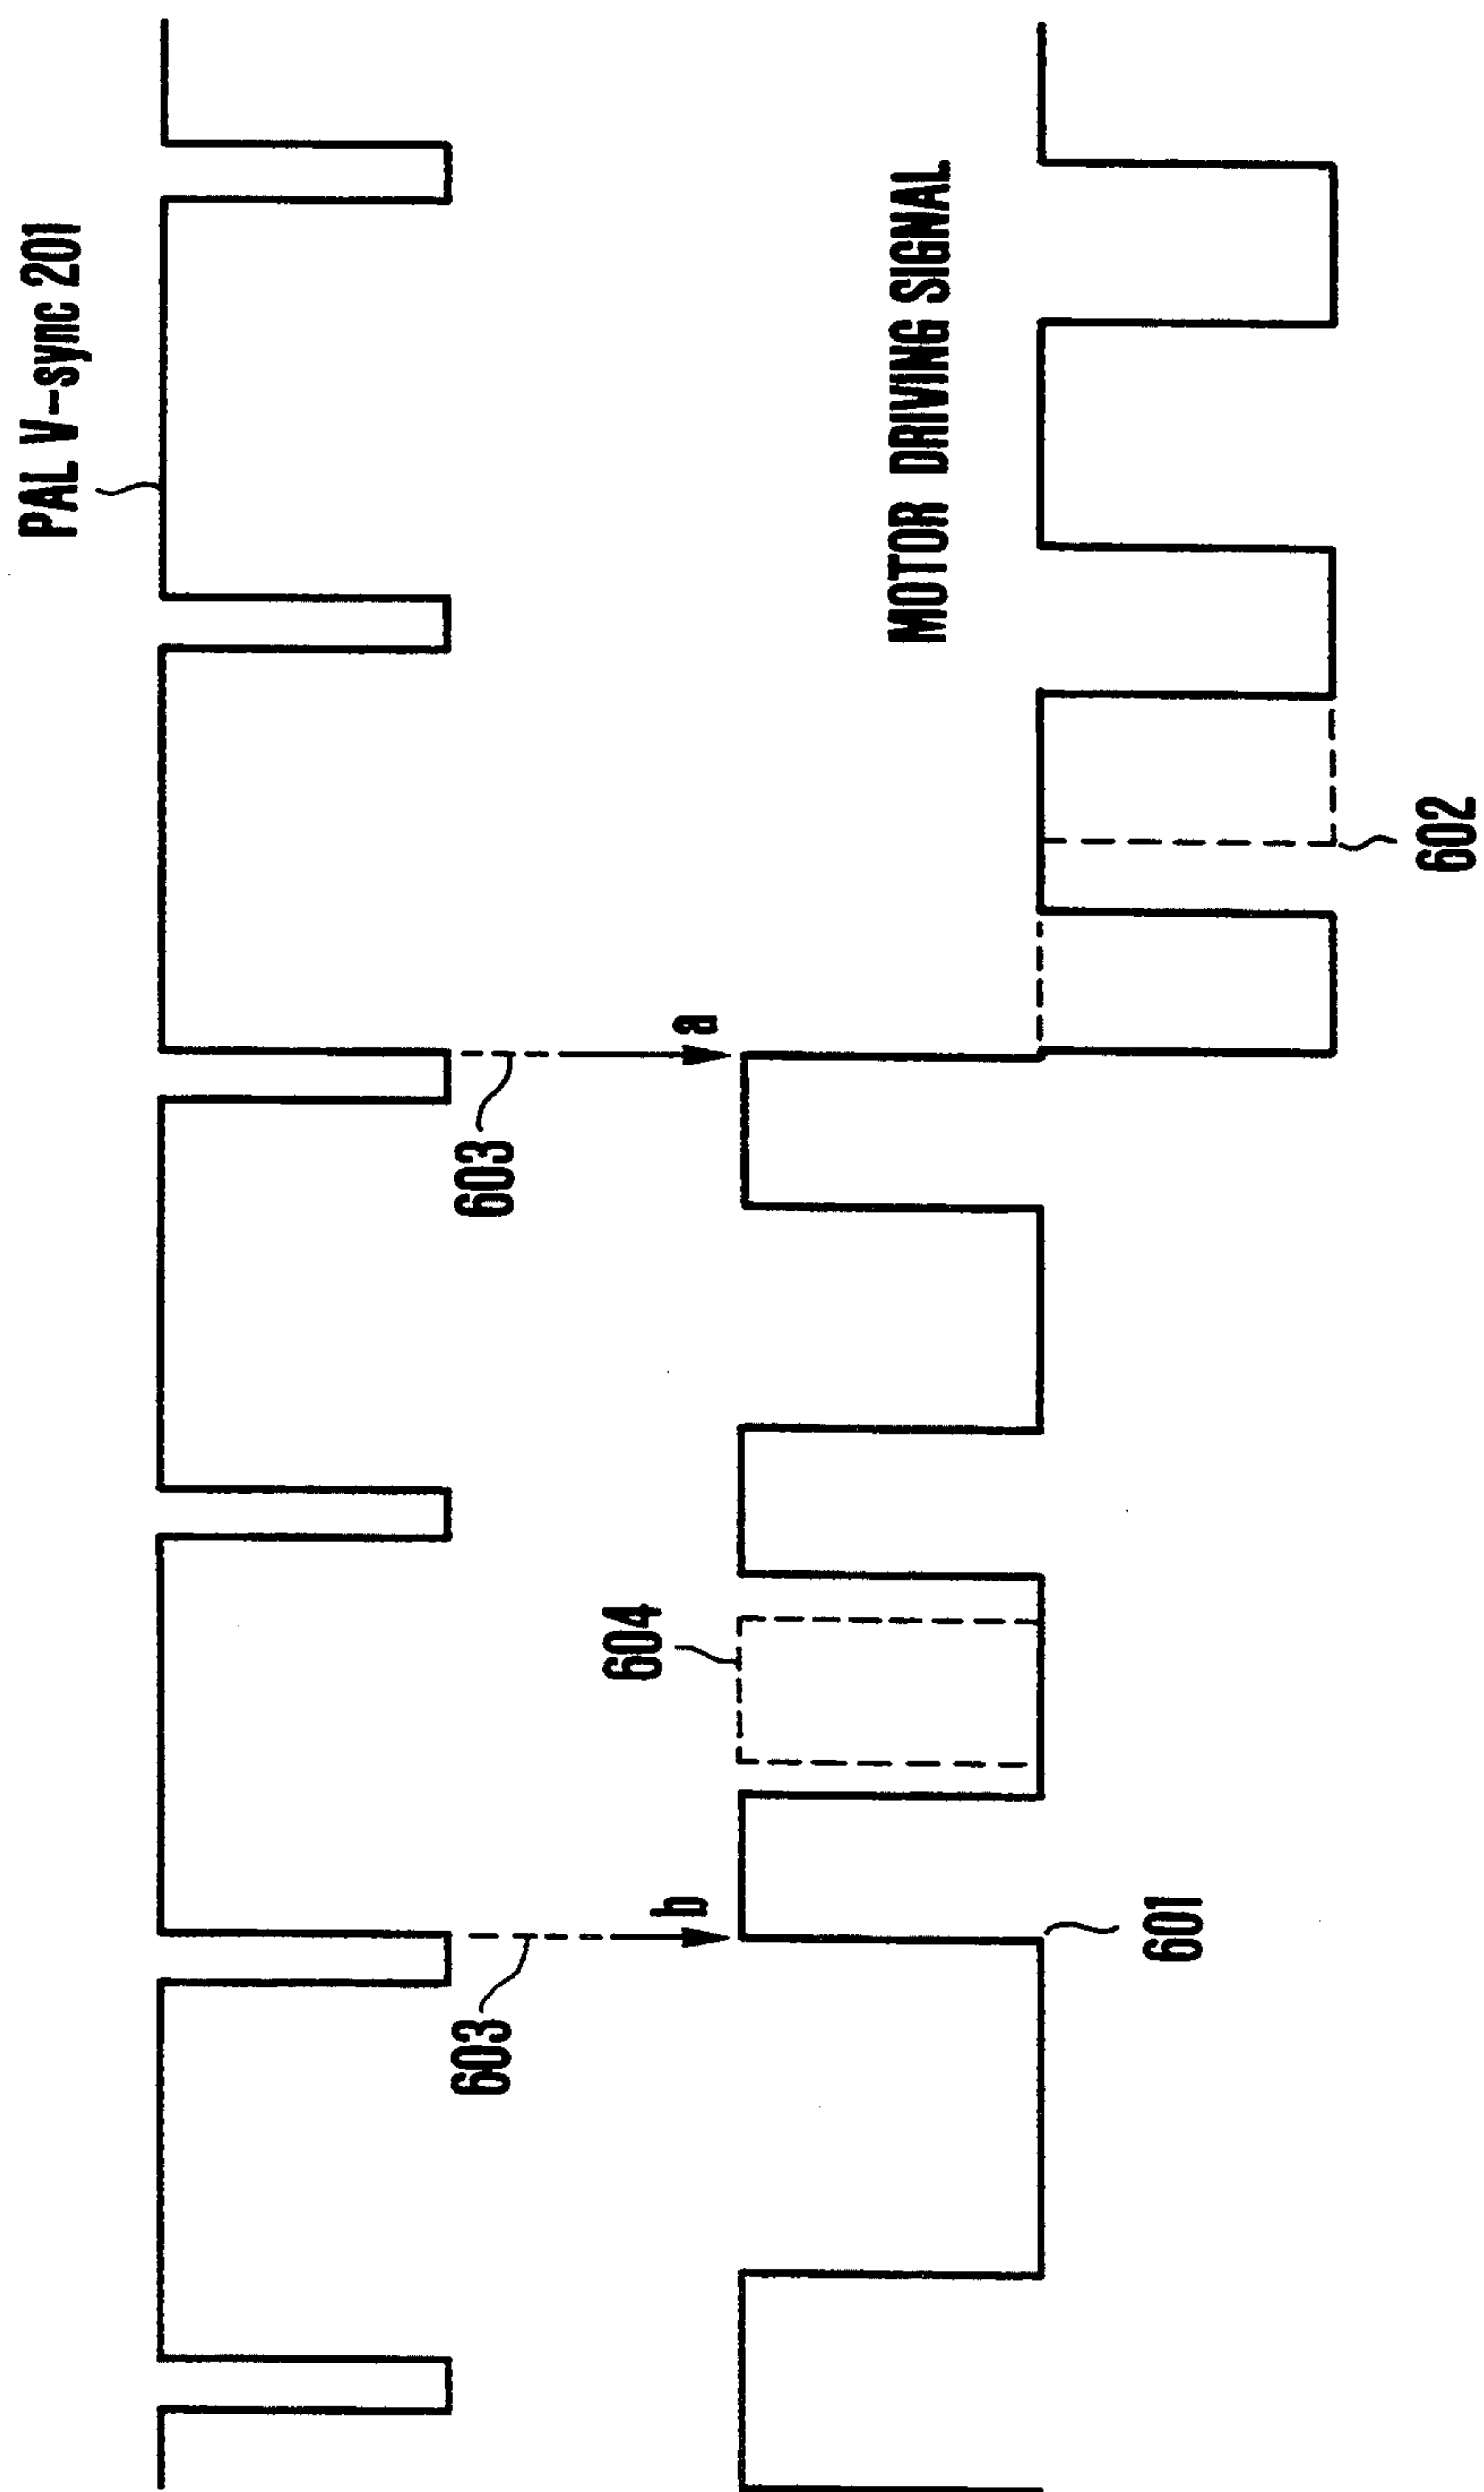 PAL V-sync 201
603
b
603
a
604
MOTOR DRIVING SIGNAL
601
602